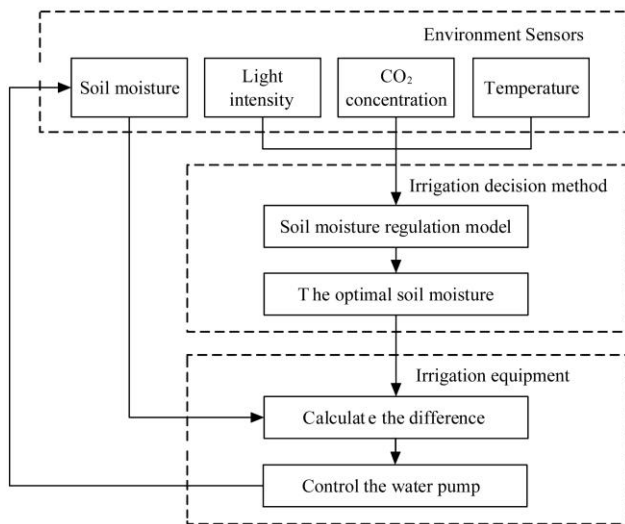 Environment Sensors
Soil moisture
Light
intensity
CO₂
concentration
Temperature
Irrigation decision method
Soil moisture regulation model
The optimal soil moisture
Irrigation equipment
Calculate the difference
Control the water pump